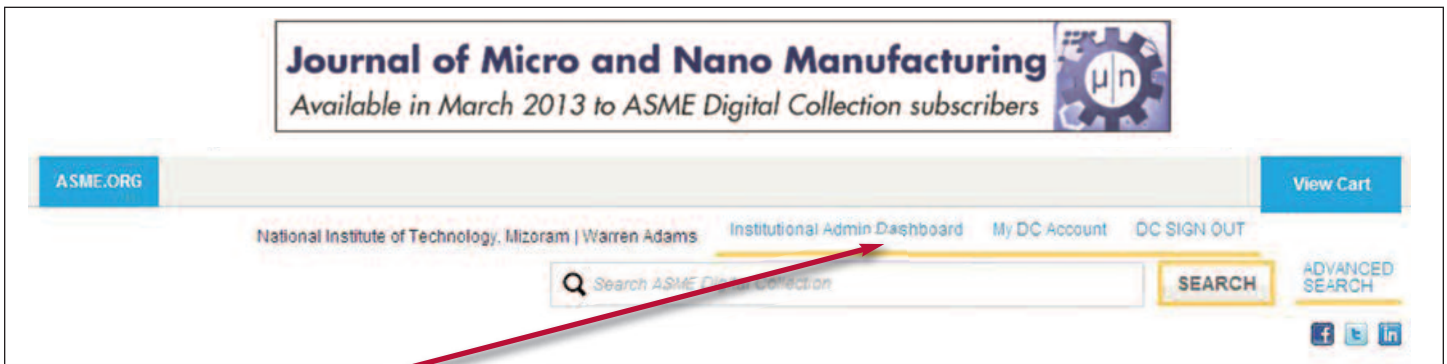 Journal of Micro and Nano Manufacturing
Available in March 2013 to ASME Digital Collection subscribers
μ|n
ASME.ORG
View Cart
National Institute of Technology, Mizoram | Warren Adams
Institutional Admin Dashboard
My DC Account
DC SIGN OUT
Search ASME Digital Collection
SEARCH
ADVANCED
SEARCH
f
t
in